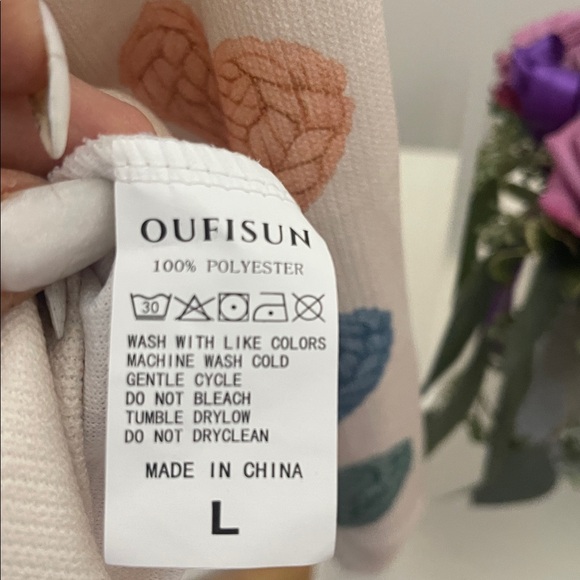 OUFISUN
100% POLYESTER
30
WASH WITH LIKE COLORS
MACHINE WASH COLD
GENTLE CYCLE
DO NOT BLEACH
TUMBLE DRYLOW
DO NOT DRYCLEAN
MADE IN CHINA
L